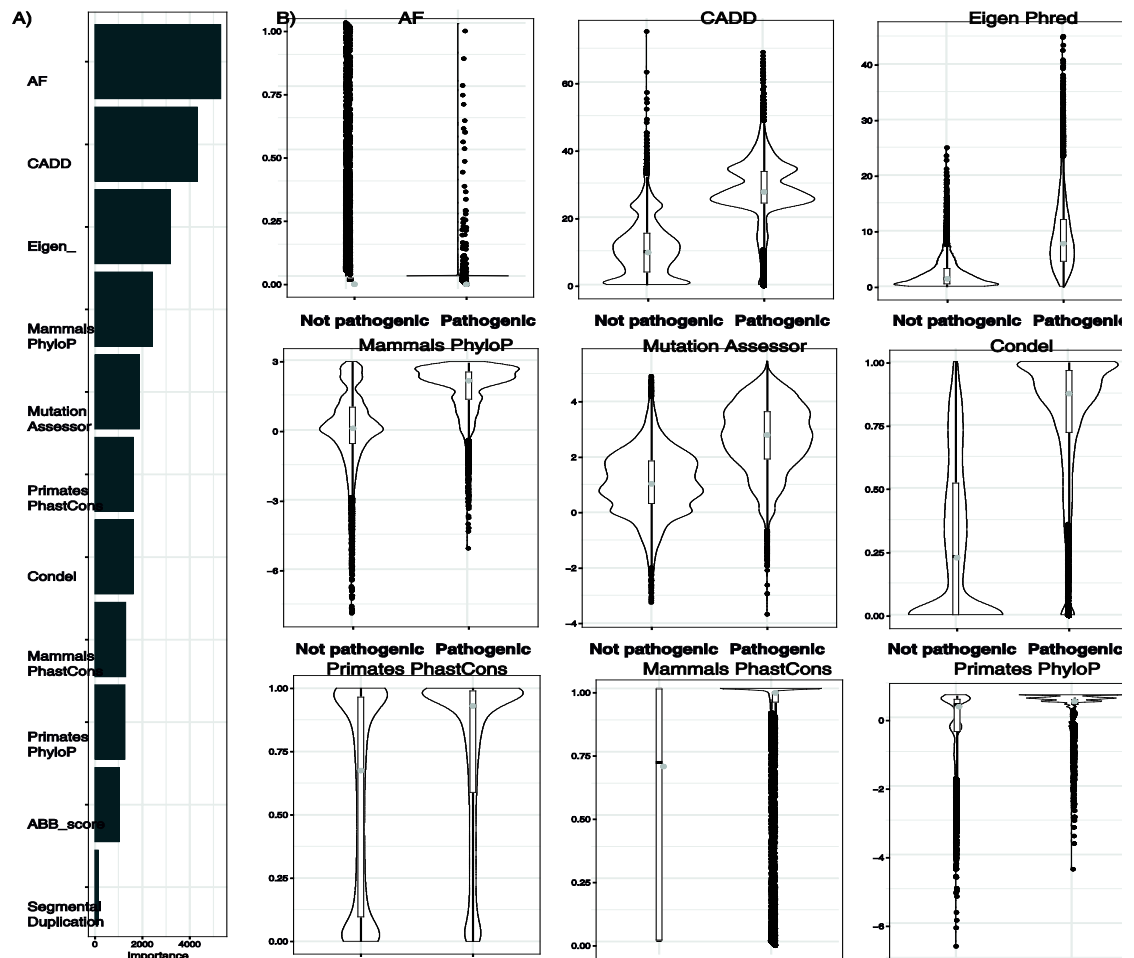 A)
AF
CADD
Eigen_
Mammals
PhyloP
Mutation
Assessor
Primates
PhastCons
Condel
Mammals
PhastCons
Primates
PhyloP
ABB_score
Segmental
Duplication
0 2000 4000
Importance
B)
AF
1.00
0.75
0.50
0.25
0.00
Not pathogenic Pathogenic
CADD
60
40
20
0
Not pathogenic Pathogenic
Eigen Phred
40
30
20
10
0
Not pathogenic Pathogenic
Mammals PhyloP
3
0
-3
-6
Not pathogenic Pathogenic
Mutation Assessor
4
2
0
-2
-4
Not pathogenic Pathogenic
Condel
1.00
0.75
0.50
0.25
0.00
Not pathogenic Pathogenic
Primates PhastCons
1.00
0.75
0.50
0.25
0.00
Mammals PhastCons
1.00
0.75
0.50
0.25
0.00
Primates PhyloP
0
-2
-4
-6